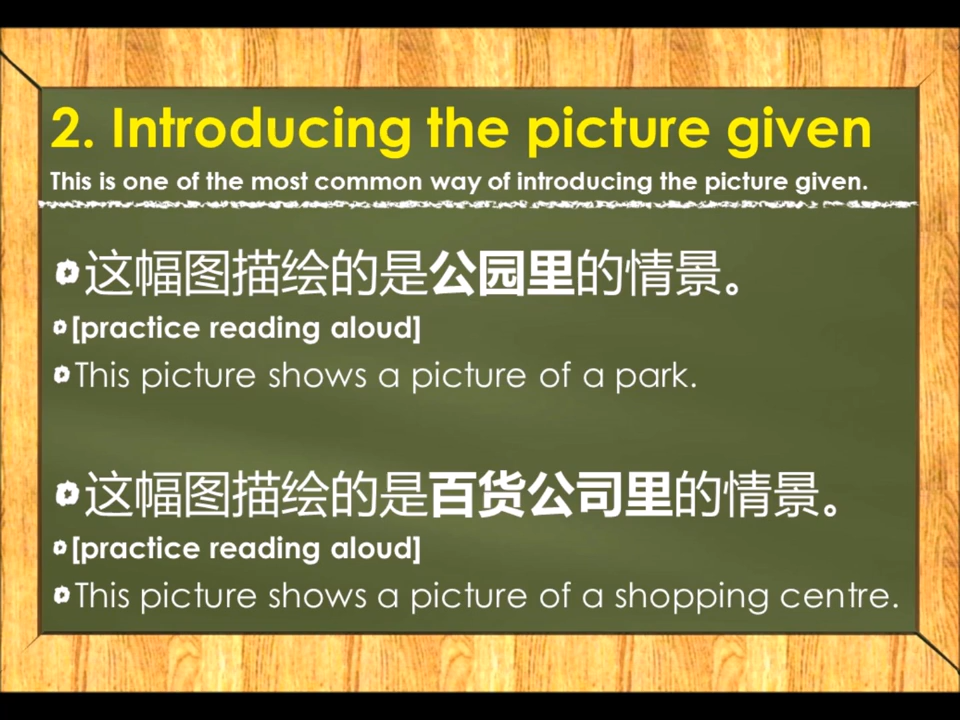 2. Introducing the picture given
This is one of the most common way of introducing the picture given.
这幅图描绘的是公园里的情景。
[practice reading aloud]
This picture shows a picture of a park.
这幅图描绘的是百货公司里的情景。
[practice reading aloud]
This picture shows a picture of a shopping centre.